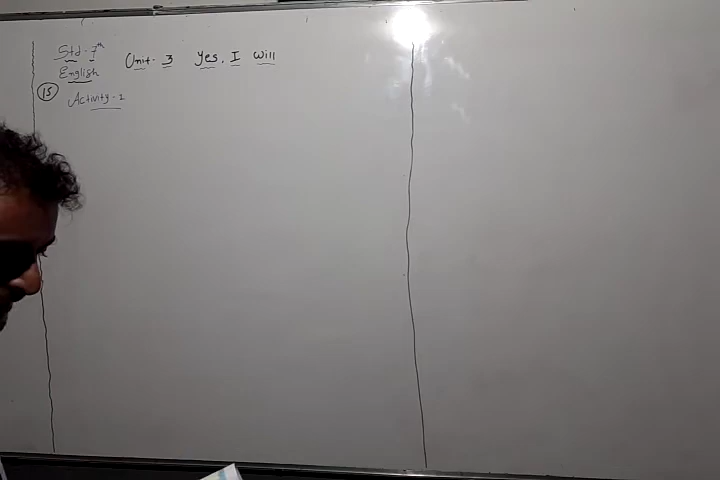 Std - 7th
English
Unit - 3 Yes, I Will
15
Activity - 1